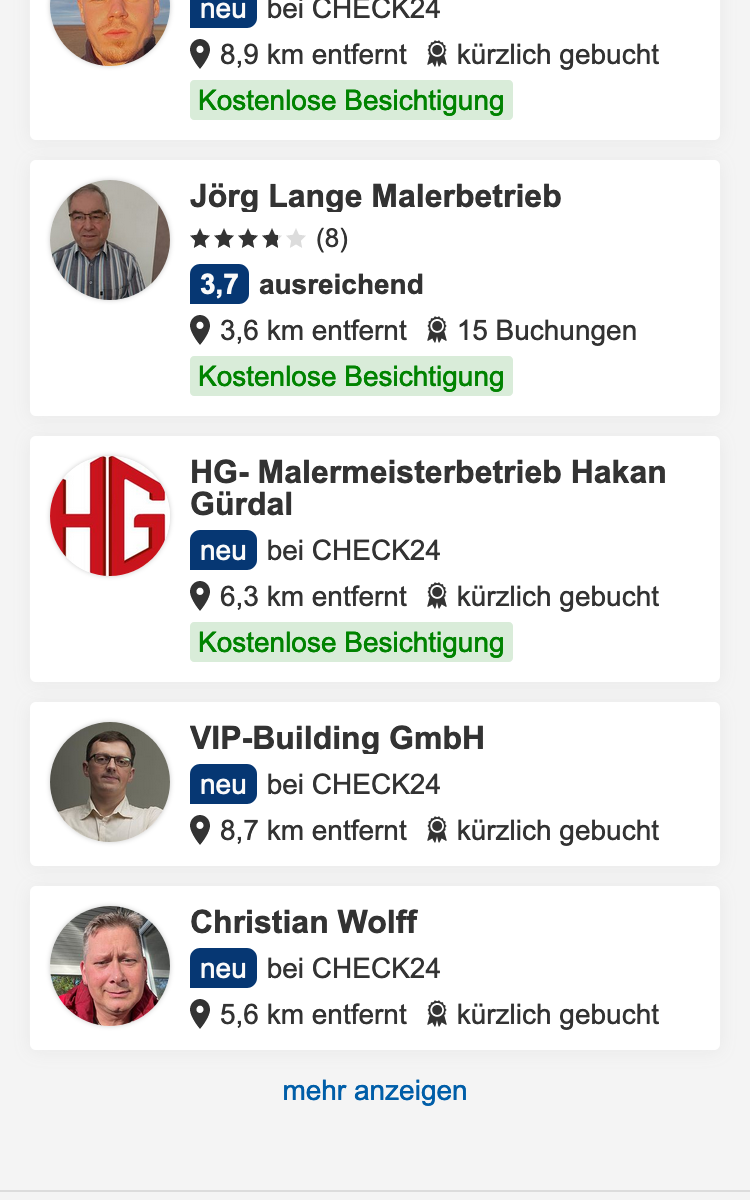 neu bei CHECK24
8,9 km entfernt kürzlich gebucht
Kostenlose Besichtigung
Jörg Lange Malerbetrieb
(8)
3,7 ausreichend
3,6 km entfernt 15 Buchungen
Kostenlose Besichtigung
HG
HG- Malermeisterbetrieb Hakan
Gürdal
neu bei CHECK24
6,3 km entfernt kürzlich gebucht
Kostenlose Besichtigung
VIP-Building GmbH
neu bei CHECK24
8,7 km entfernt kürzlich gebucht
Christian Wolff
neu bei CHECK24
5,6 km entfernt kürzlich gebucht
mehr anzeigen